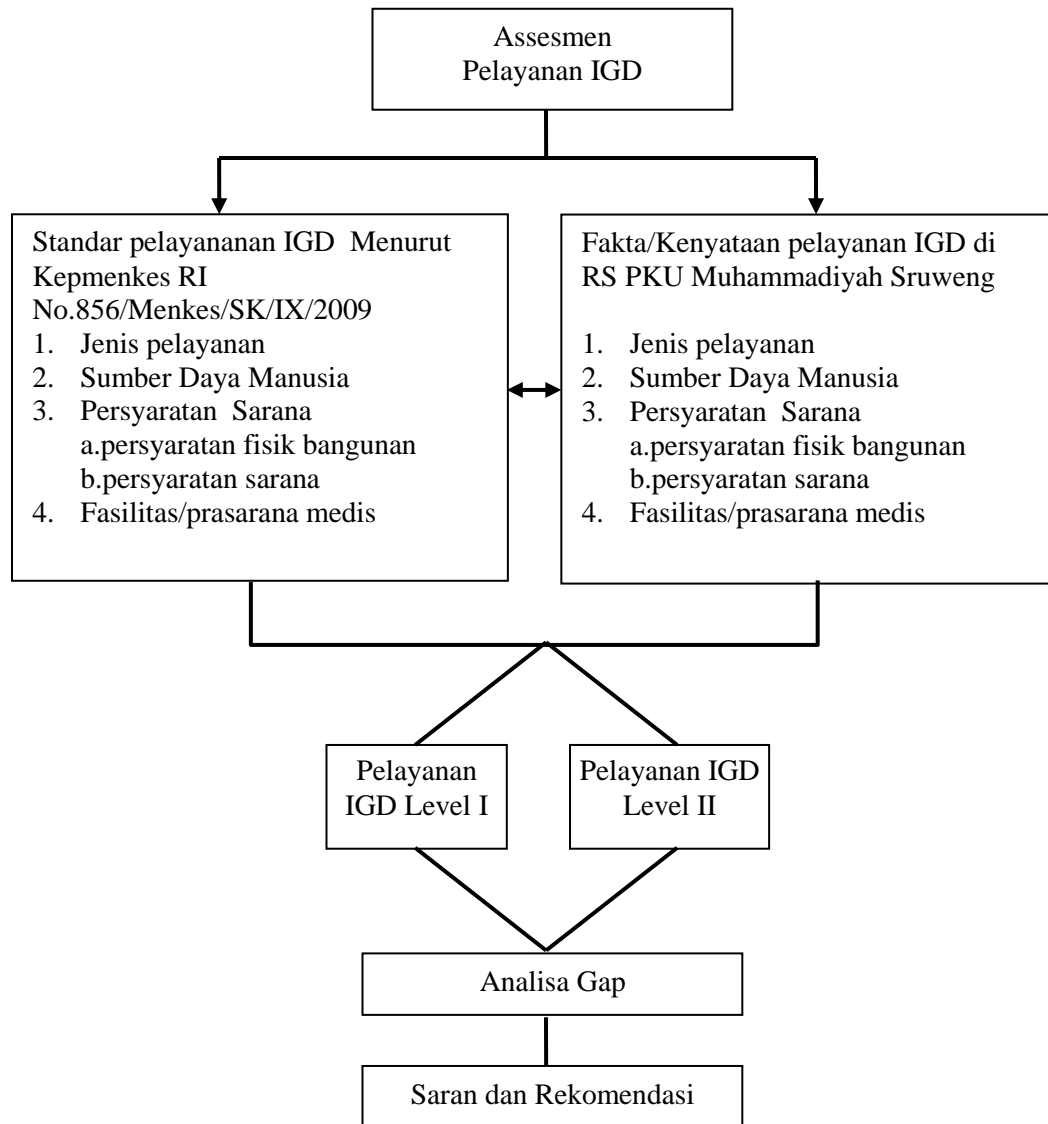 Assesmen
Pelayanan IGD
Standar pelayananan IGD Menurut
Kepmenkes RI
No.856/Menkes/SK/IX/2009
1. Jenis pelayanan
2. Sumber Daya Manusia
3. Persyaratan Sarana
a.persyaratan fisik bangunan
b.persyaratan sarana
4. Fasilitas/prasarana medis
Fakta/Kenyataan pelayanan IGD di
RS PKU Muhammadiyah Sruweng
1. Jenis pelayanan
2. Sumber Daya Manusia
3. Persyaratan Sarana
a.persyaratan fisik bangunan
b.persyaratan sarana
4. Fasilitas/prasarana medis
Pelayanan
IGD Level I
Pelayanan IGD
Level II
Analisa Gap
Saran dan Rekomendasi